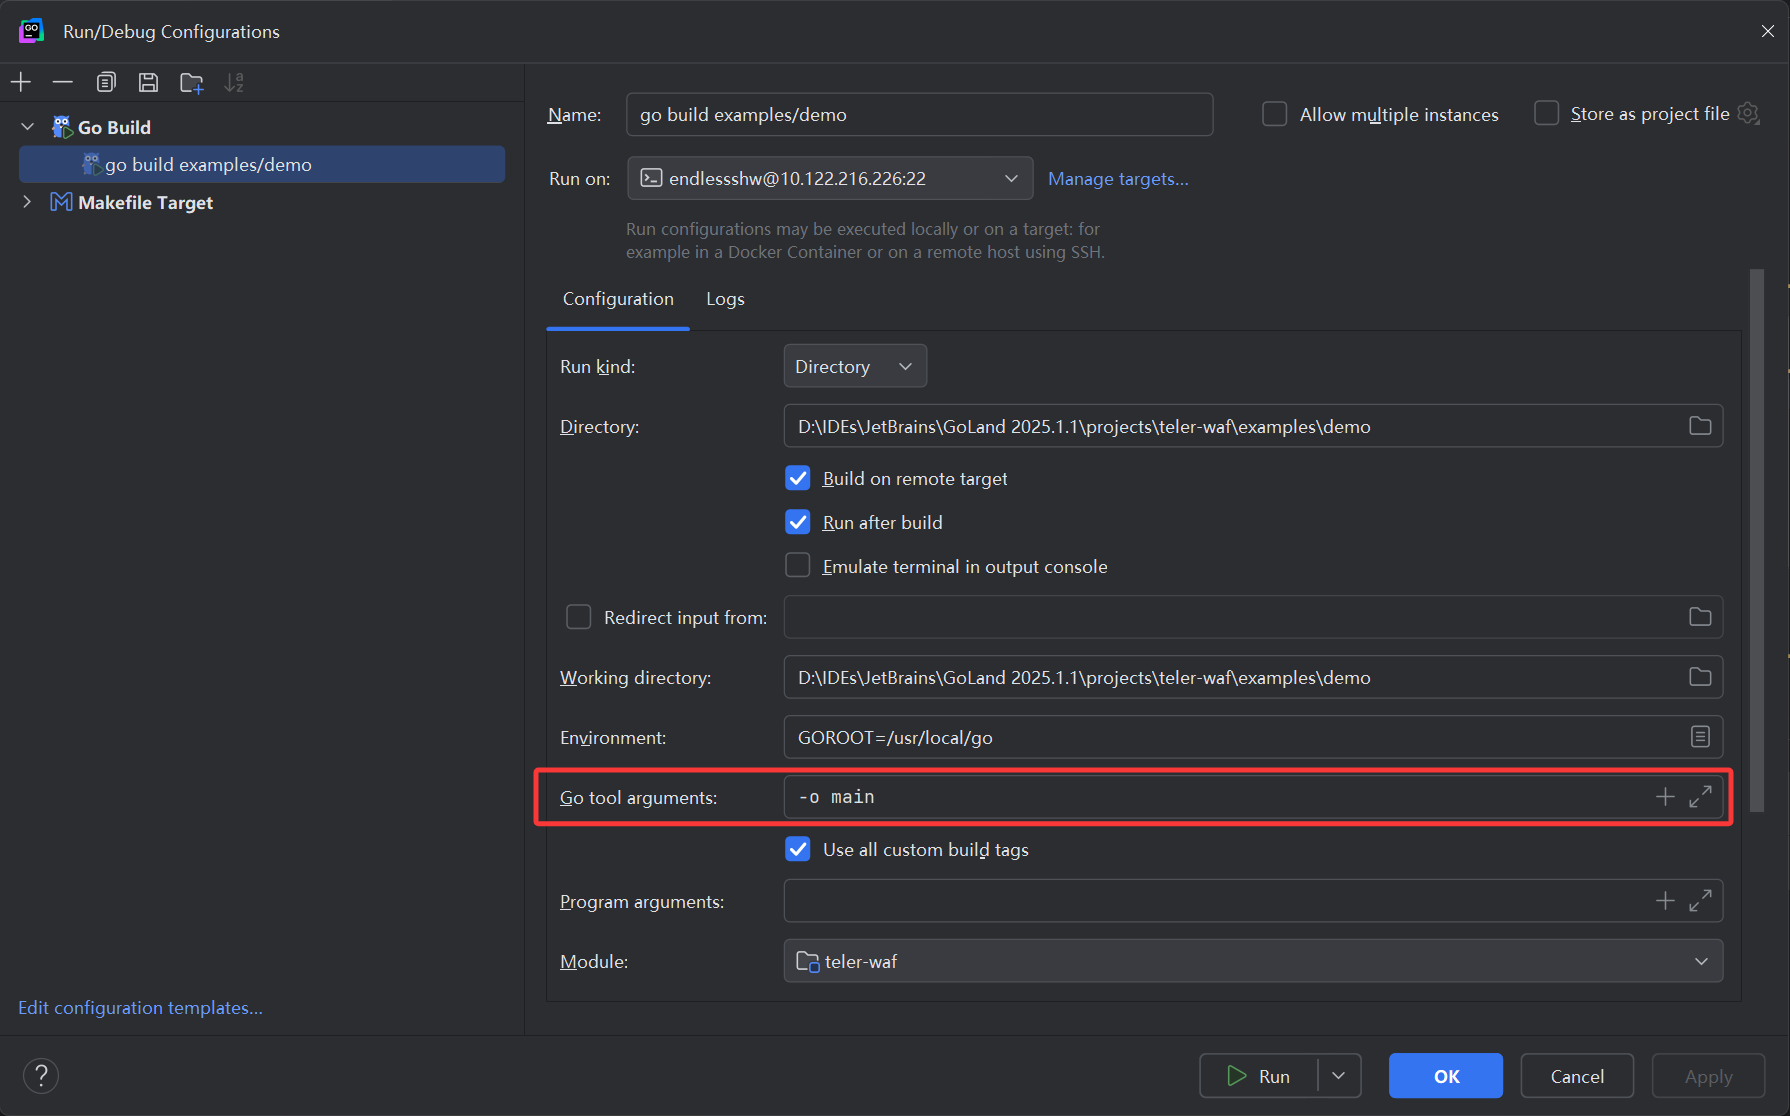 GO
Run/Debug Configurations
Go Build
go build examples/demo
Makefile Target
Name: go build examples/demo
Allow multiple instances
Store as project file
Run on: endlessshw@10.122.216.226:22
Manage targets...
Run configurations may be executed locally or on a target: for
example in a Docker Container or on a remote host using SSH.
Configuration Logs
Run kind: Directory
Directory: D:\IDEs\JetBrains\GoLand 2025.1.1\projects\teler-waf\examples\demo
Build on remote target
Run after build
Emulate terminal in output console
Redirect input from:
Working directory: D:\IDEs\JetBrains\GoLand 2025.1.1\projects\teler-waf\examples\demo
Environment: GOROOT=/usr/local/go
Go tool arguments: -o main
Use all custom build tags
Program arguments:
Module: teler-waf
Edit configuration templates...
?
Run
OK
Cancel
Apply